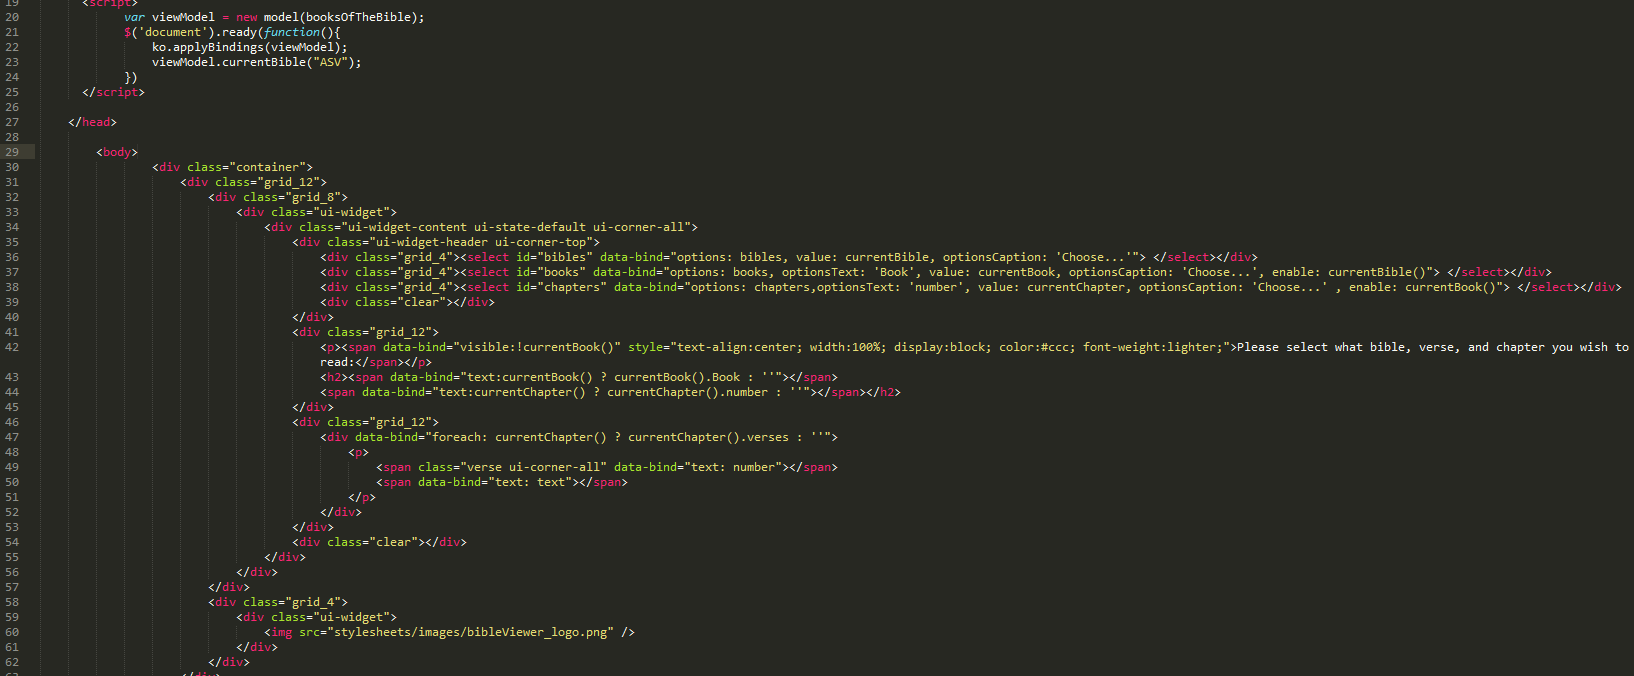 19 <script>
20 var viewModel = new model(booksOfTheBible);
21 $('document').ready(function(){
22 ko.applyBindings(viewModel);
23 viewModel.currentBible("ASV");
24 })
25 </script>
26
27 </head>
28
29 <body>
30 <div class="container">
31 <div class="grid_12">
32 <div class="grid_8">
33 <div class="ui-widget">
34 <div class="ui-widget-content ui-state-default ui-corner-all">
35 <div class="ui-widget-header ui-corner-top">
36 <div class="grid_4"><select id="bibles" data-bind="options: bibles, value: currentBible, optionsCaption: 'Choose...'"> </select></div>
37 <div class="grid_4"><select id="books" data-bind="options: books, optionsText: 'Book', value: currentBook, optionsCaption: 'Choose...', enable: currentBible()"> </select></div>
38 <div class="grid_4"><select id="chapters" data-bind="options: chapters,optionsText: 'number', value: currentChapter, optionsCaption: 'Choose...' , enable: currentBook()"> </select></div>
39 <div class="clear"></div>
40 </div>
41 <div class="grid_12">
42 <p><span data-bind="visible:!currentBook()" style="text-align:center; width:100%; display:block; color:#ccc; font-weight:lighter;">Please select what bible, verse, and chapter you wish to
read:</span></p>
43 <h2><span data-bind="text:currentBook() ? currentBook().Book : ''"></span>
44 <span data-bind="text:currentChapter() ? currentChapter().number : ''"></span></h2>
45 </div>
46 <div class="grid_12">
47 <div data-bind="foreach: currentChapter() ? currentChapter().verses : ''">
48 <p>
49 <span class="verse ui-corner-all" data-bind="text: number"></span>
50 <span data-bind="text: text"></span>
51 </p>
52 </div>
53 </div>
54 <div class="clear"></div>
55 </div>
56 </div>
57 </div>
58 <div class="grid_4">
59 <div class="ui-widget">
60 <img src="stylesheets/images/bibleViewer_logo.png" />
61 </div>
62 </div>